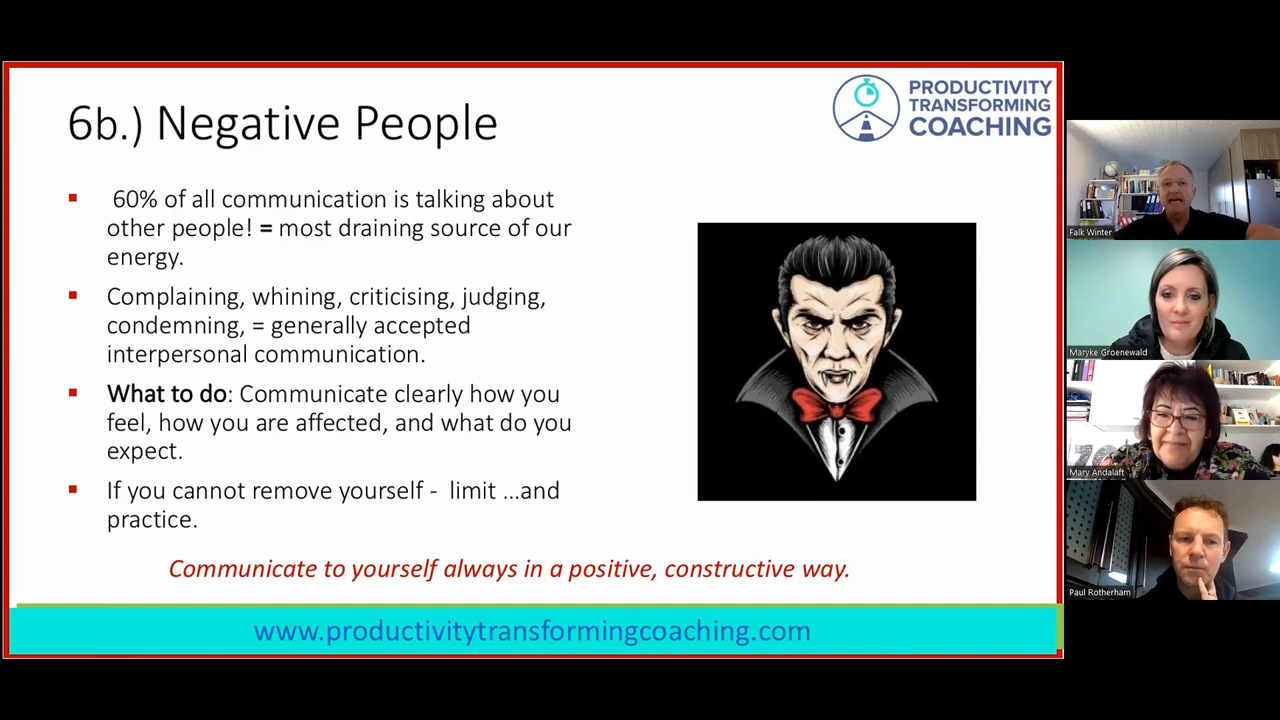 6b.) Negative People
PRODUCTIVITY
TRANSFORMING
COACHING
60% of all communication is talking about
other people! = most draining source of our
energy.
Complaining, whining, criticising, judging,
condemning, = generally accepted
interpersonal communication.
What to do: Communicate clearly how you
feel, how you are affected, and what do you
expect.
If you cannot remove yourself - limit ...and
practice.
Communicate to yourself always in a positive, constructive way.
www.productivitytransformingcoaching.com
Falk Winter
Maryke Groenewald
Mary Andalaft
Paul Rotherham